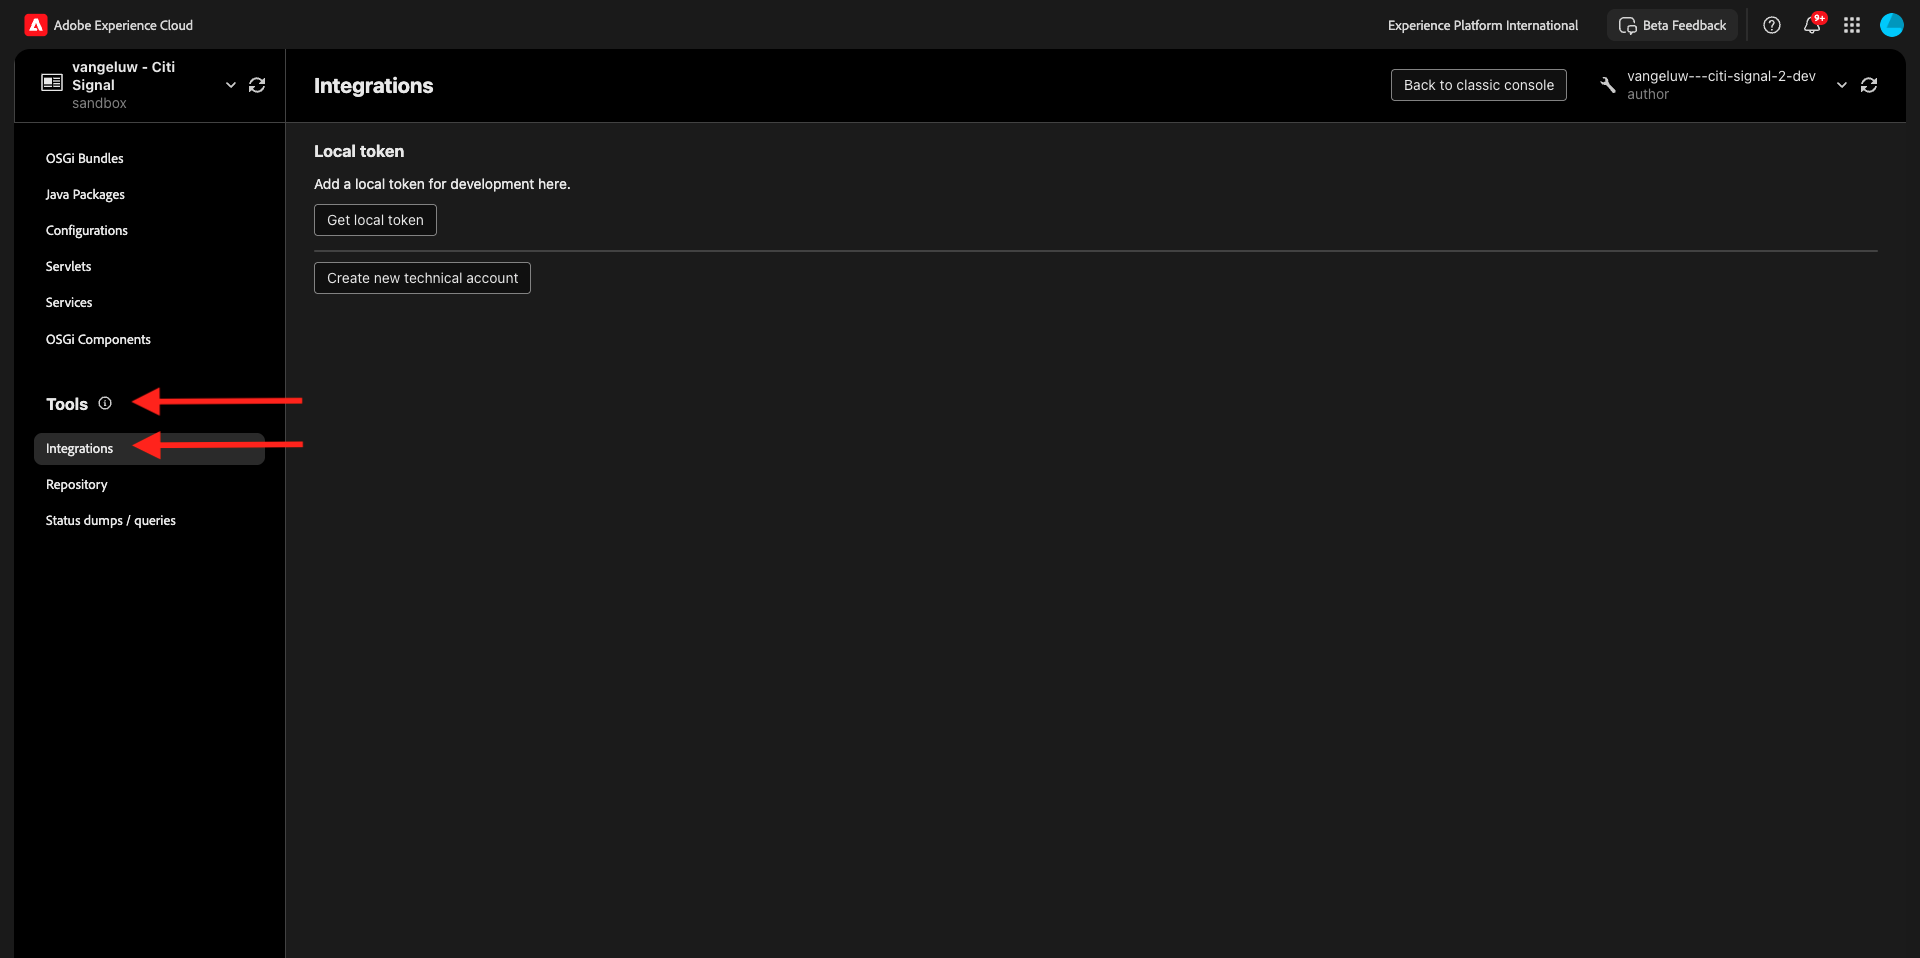 Adobe Experience Cloud
Experience Platform International
Beta Feedback
9+
vangeluw - Citi
Signal
sandbox
Integrations
Back to classic console
vangeluw---citi-signal-2-dev
author
OSGi Bundles
Java Packages
Configurations
Servlets
Services
OSGi Components
Tools
Integrations
Repository
Status dumps / queries
Local token
Add a local token for development here.
Get local token
Create new technical account